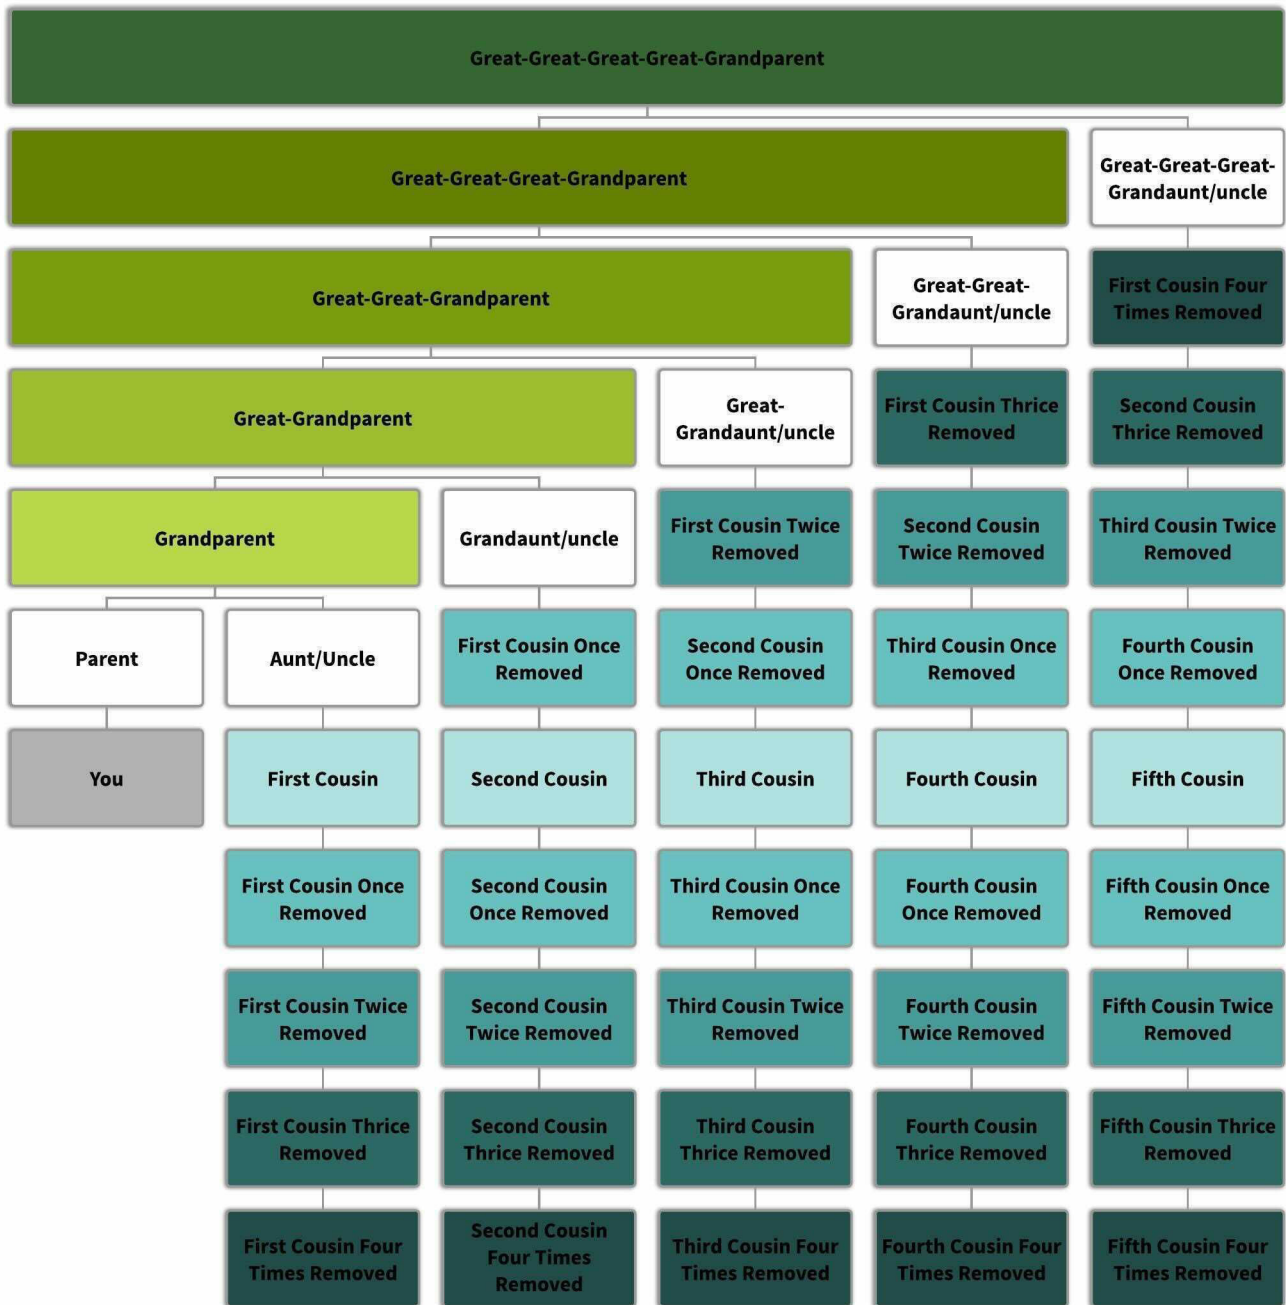 Great-Great-Great-Great-Grandparent
Great-Great-Great-Grandparent
Great-Great-Great-
Grandaunt/uncle
Great-Great-Grandparent
Great-Great-
Grandaunt/uncle
First Cousin Four
Times Removed
Great-Grandparent
Great-
Grandaunt/uncle
First Cousin Thrice
Removed
Second Cousin
Thrice Removed
Grandparent
Grandaunt/uncle
First Cousin Twice
Removed
Second Cousin
Twice Removed
Third Cousin Twice
Removed
Parent
Aunt/Uncle
First Cousin Once
Removed
Second Cousin
Once Removed
Third Cousin Once
Removed
Fourth Cousin
Once Removed
You
First Cousin
Second Cousin
Third Cousin
Fourth Cousin
Fifth Cousin
First Cousin Once
Removed
Second Cousin
Once Removed
Third Cousin Once
Removed
Fourth Cousin
Once Removed
Fifth Cousin Once
Removed
First Cousin Twice
Removed
Second Cousin
Twice Removed
Third Cousin Twice
Removed
Fourth Cousin
Twice Removed
Fifth Cousin Twice
Removed
First Cousin Thrice
Removed
Second Cousin
Thrice Removed
Third Cousin
Thrice Removed
Fourth Cousin
Thrice Removed
Fifth Cousin Thrice
Removed
First Cousin Four
Times Removed
Second Cousin
Four Times
Removed
Third Cousin Four
Times Removed
Fourth Cousin Four
Times Removed
Fifth Cousin Four
Times Removed